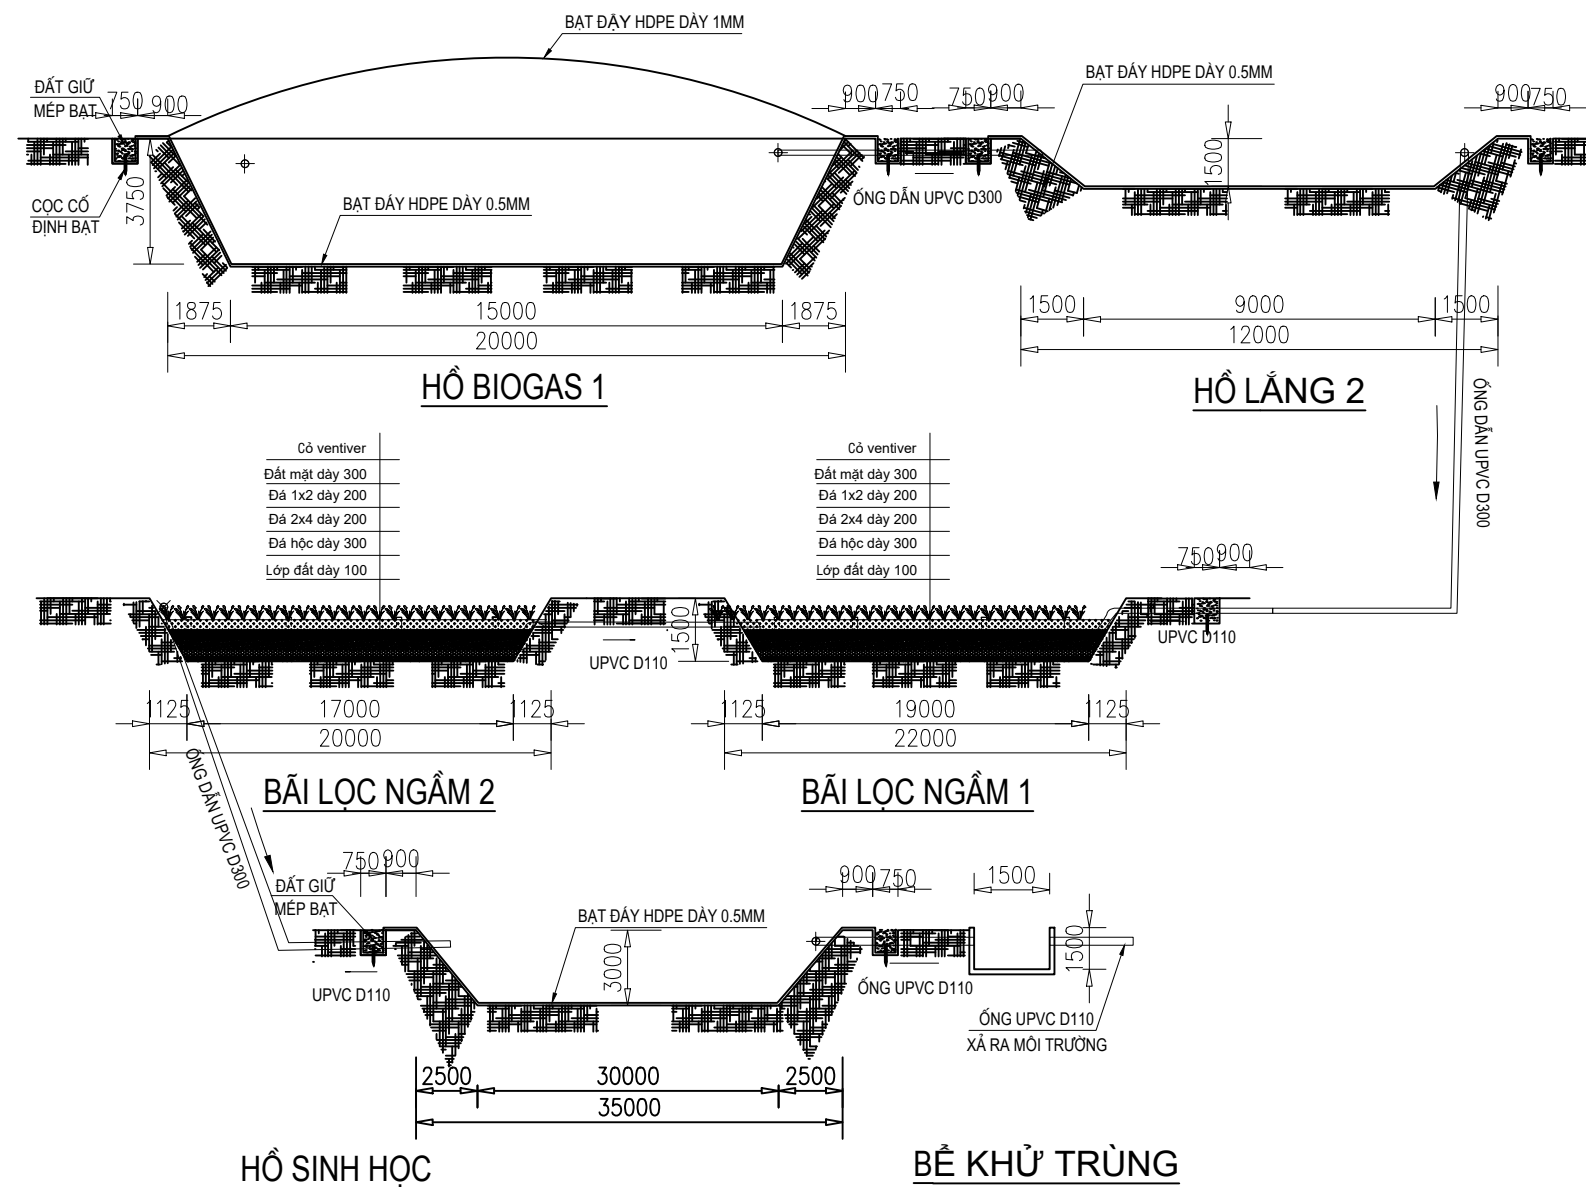 BẠT ĐẬY HDPE DÀY 1MM
ĐẤT GIỮ
MÉP BẠT
750
900
900
750
750
900
BẠT ĐÁY HDPE DÀY 0.5MM
900
750
3750
1500
CỌC CỐ
ĐỊNH BẠT
BẠT ĐÁY HDPE DÀY 0.5MM
ỐNG DẪN UPVC D300
1875
15000
1875
20000
1500
9000
1500
12000
HỒ BIOGAS 1
HỒ LẮNG 2
ỐNG DẪN UPVC D300
Cỏ ventiver
Đất mặt dày 300
Đá 1x2 dày 200
Đá 2x4 dày 200
Đá hộc dày 300
Lớp đất dày 100
Cỏ ventiver
Đất mặt dày 300
Đá 1x2 dày 200
Đá 2x4 dày 200
Đá hộc dày 300
Lớp đất dày 100
750
900
1500
UPVC D110
UPVC D110
1125
17000
1125
20000
1125
19000
1125
22000
BÃI LỌC NGẦM 2
BÃI LỌC NGẦM 1
ỐNG DẪN UPVC D300
750
900
ĐẤT GIỮ
MÉP BẠT
BẠT ĐÁY HDPE DÀY 0.5MM
900
750
1500
3000
1500
UPVC D110
ỐNG UPVC D110
ỐNG UPVC D110
XẢ RA MÔI TRƯỜNG
2500
30000
2500
35000
HỒ SINH HỌC
BỂ KHỬ TRÙNG